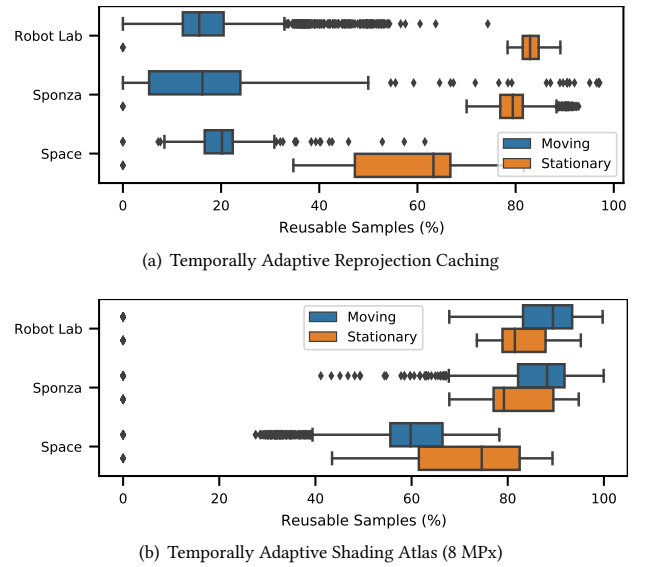 Robot Lab
Sponza
Space
Moving
Stationary
0 20 40 60 80 100
Reusable Samples (%)
(a) Temporally Adaptive Reprojection Caching
Moving
Stationary
Robot Lab
Sponza
Space
0 20 40 60 80 100
Reusable Samples (%)
(b) Temporally Adaptive Shading Atlas (8 MPx)